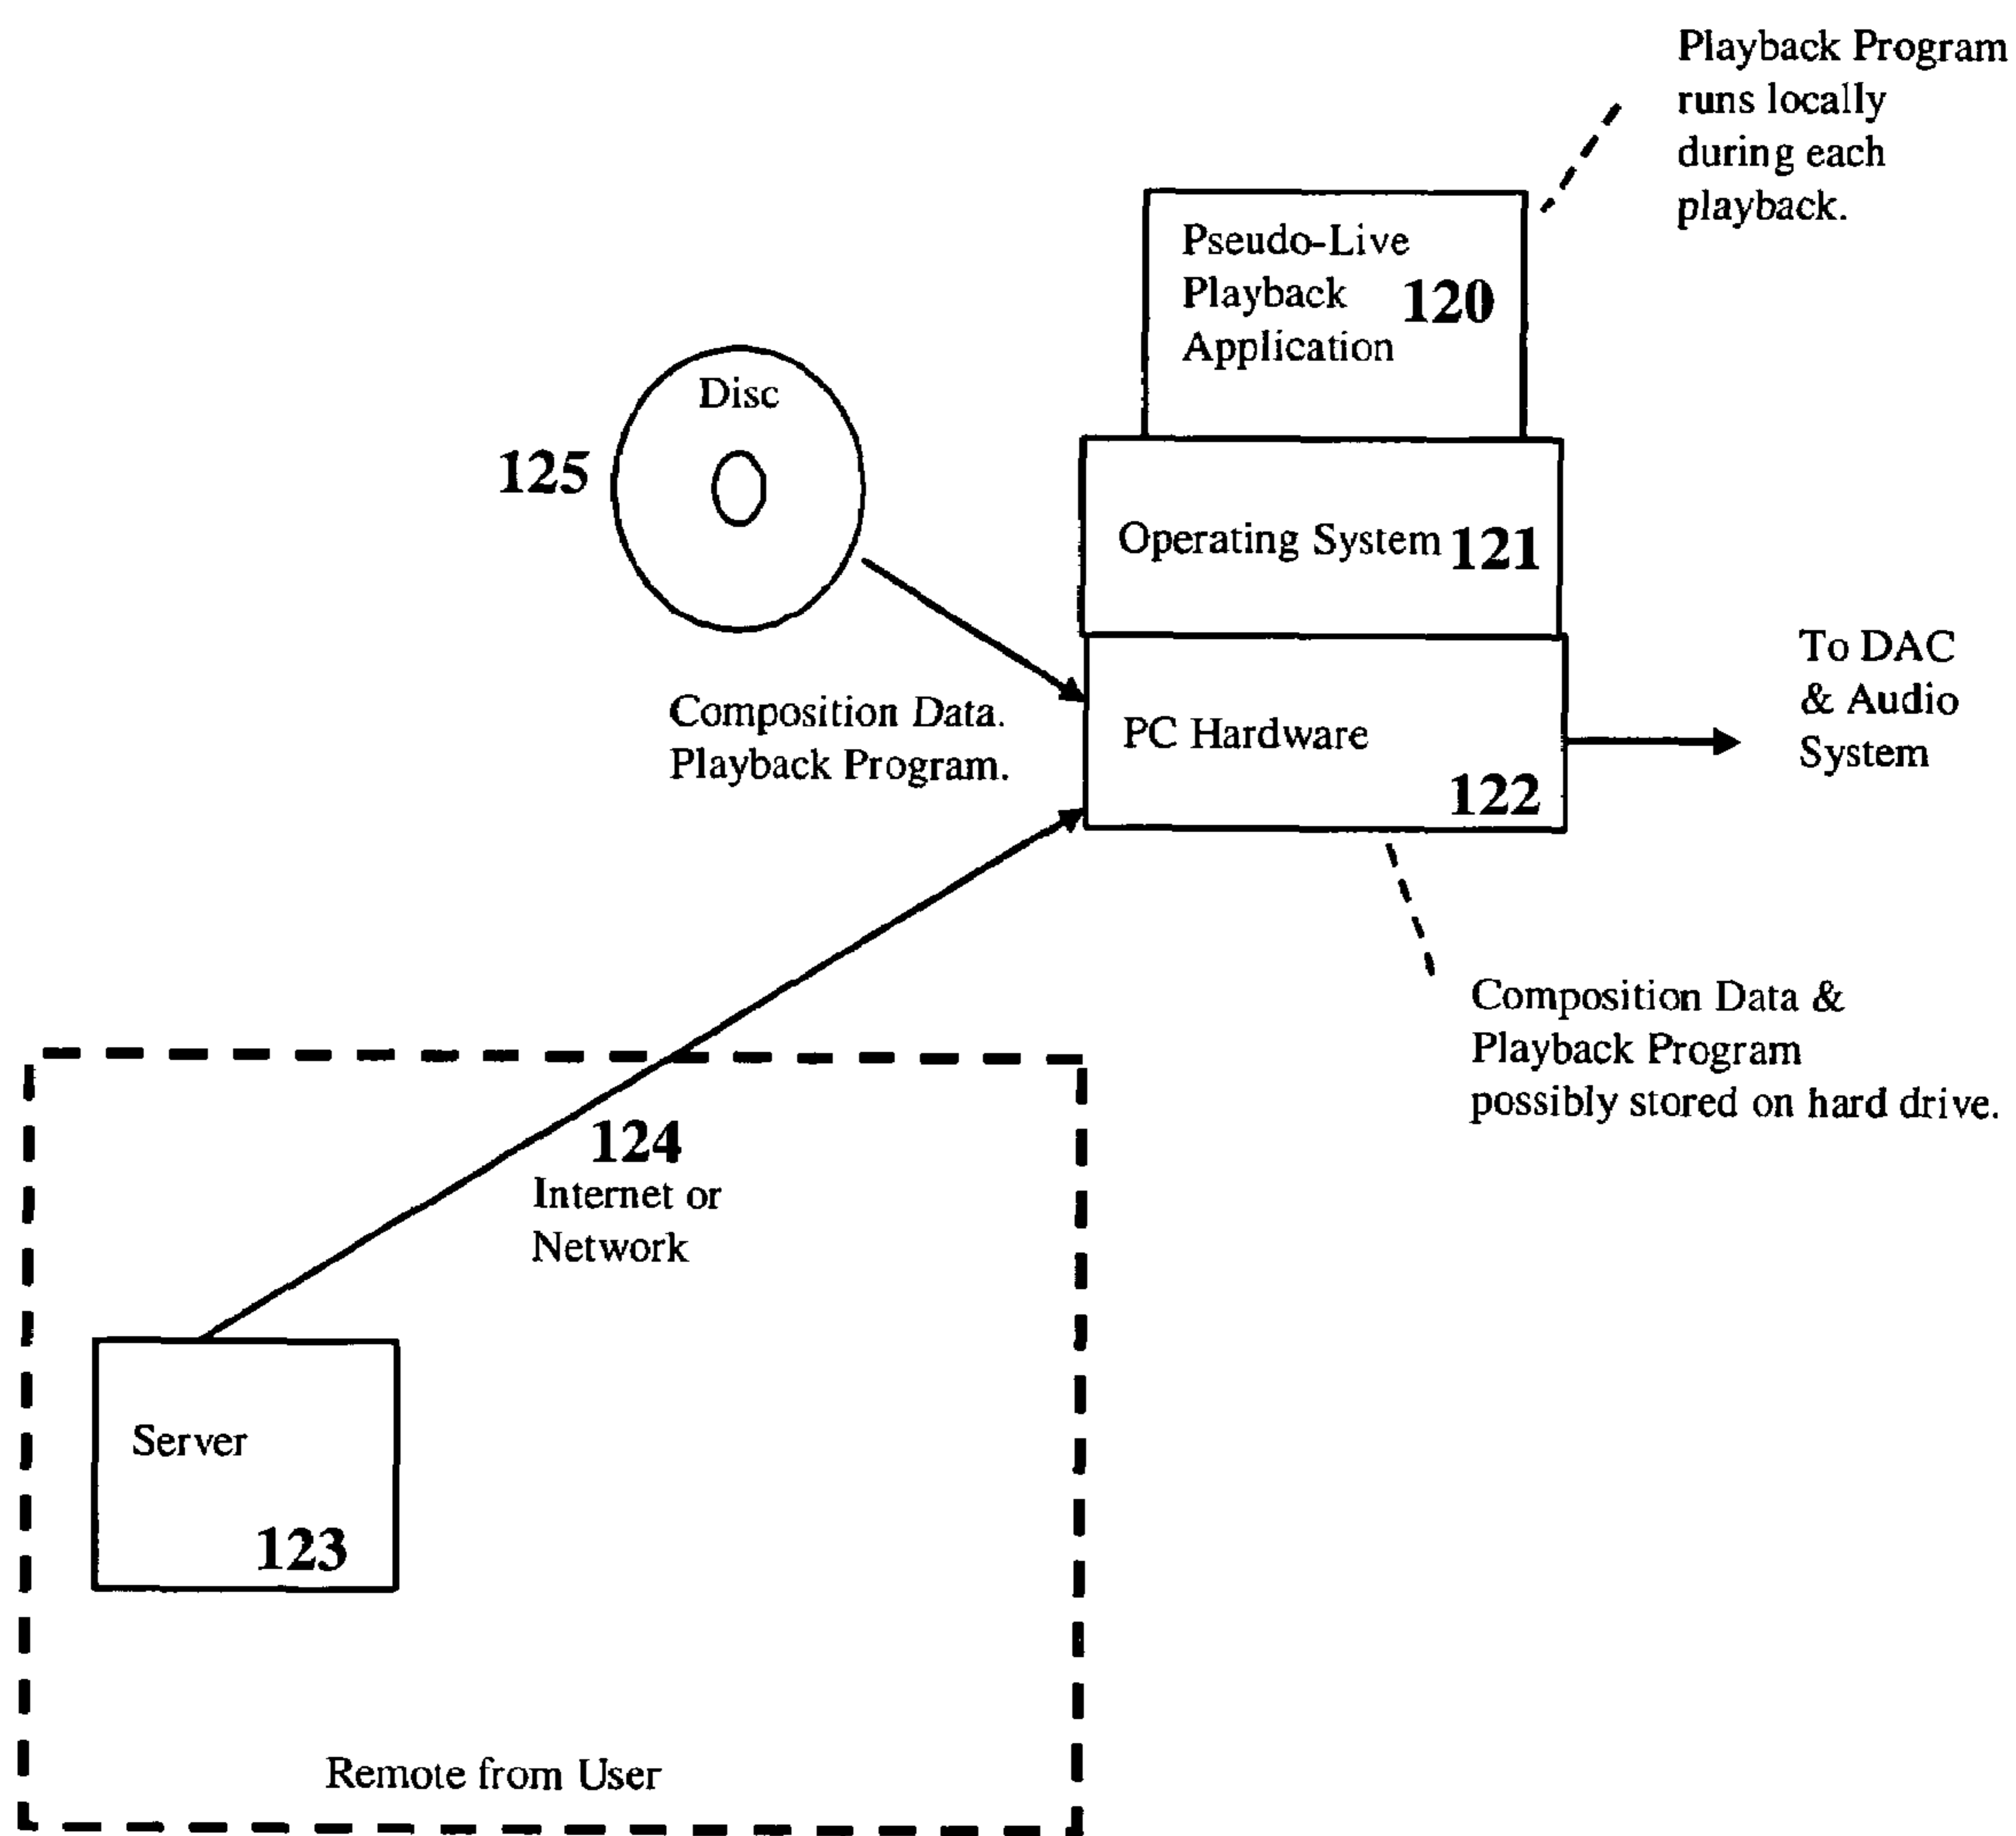 Playback Program
runs locally
during each
playback.
Pseudo-Live
Playback 120
Application
Disc
125
Operating System 121
To DAC
& Audio
System
Composition Data.
Playback Program.
PC Hardware
122
Composition Data &
Playback Program
possibly stored on hard drive.
124
Internet or
Network
Server
123
Remote from User